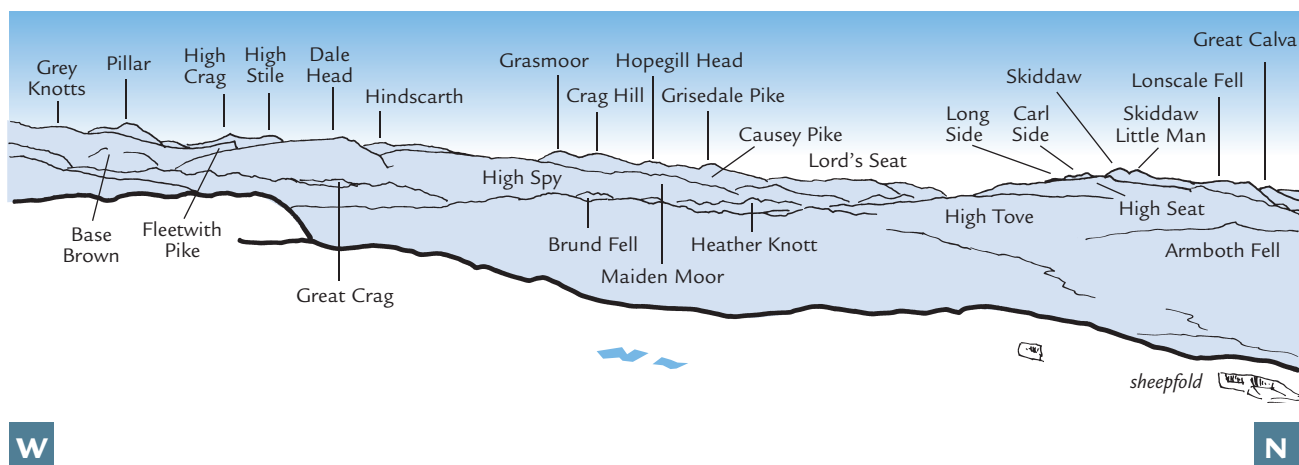 Grey
Knotts
Pillar
High
Crag
High
Stile
Dale
Head
Hindscarth
Grasmoor
Crag Hill
Hopegill Head
Grisedale Pike
Causey Pike
Lord's Seat
Long
Side
Carl
Side
Skiddaw
Skiddaw
Little Man
Lonscale Fell
Great Calva
High Spy
High Tove
High Seat
Armboth Fell
Base
Brown
Fleetwith
Pike
Great Crag
Brund Fell
Maiden Moor
Heather Knott
sheepfold
W
N